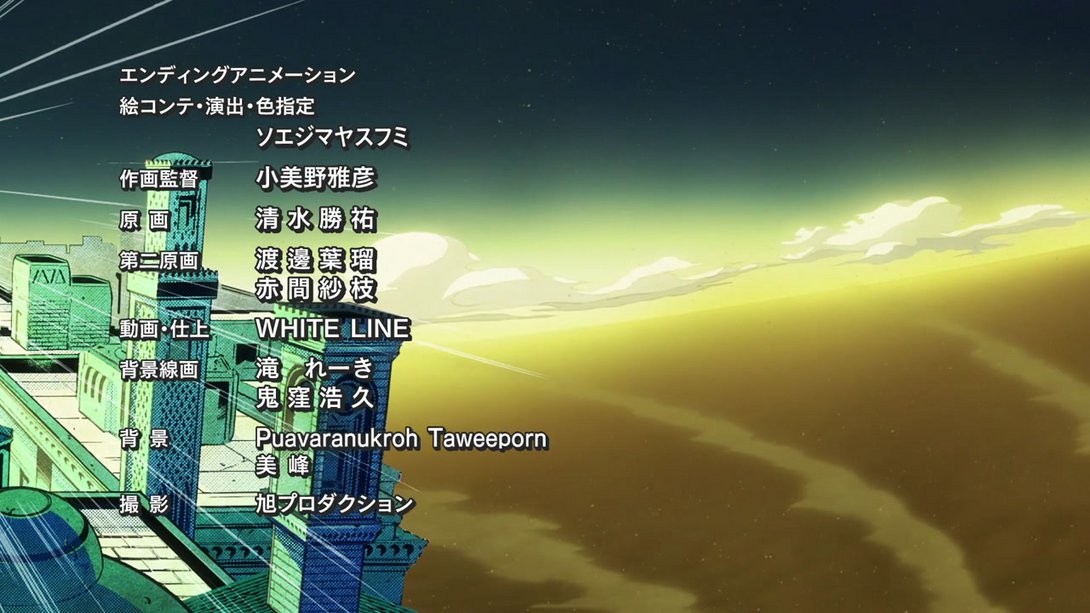 エンディングアニメーション
絵コンテ・演出・色指定
ソエジマヤスフミ
作画監督 小美野雅彦
原画 清水勝祐
第二原画 渡邊葉瑠
赤間紗枝
動画・仕上 WHITE LINE
背景線画 滝 れーき
鬼窪浩久
背景 Puavaranukroh Taweeporn
美峰
撮影 旭プロダクション